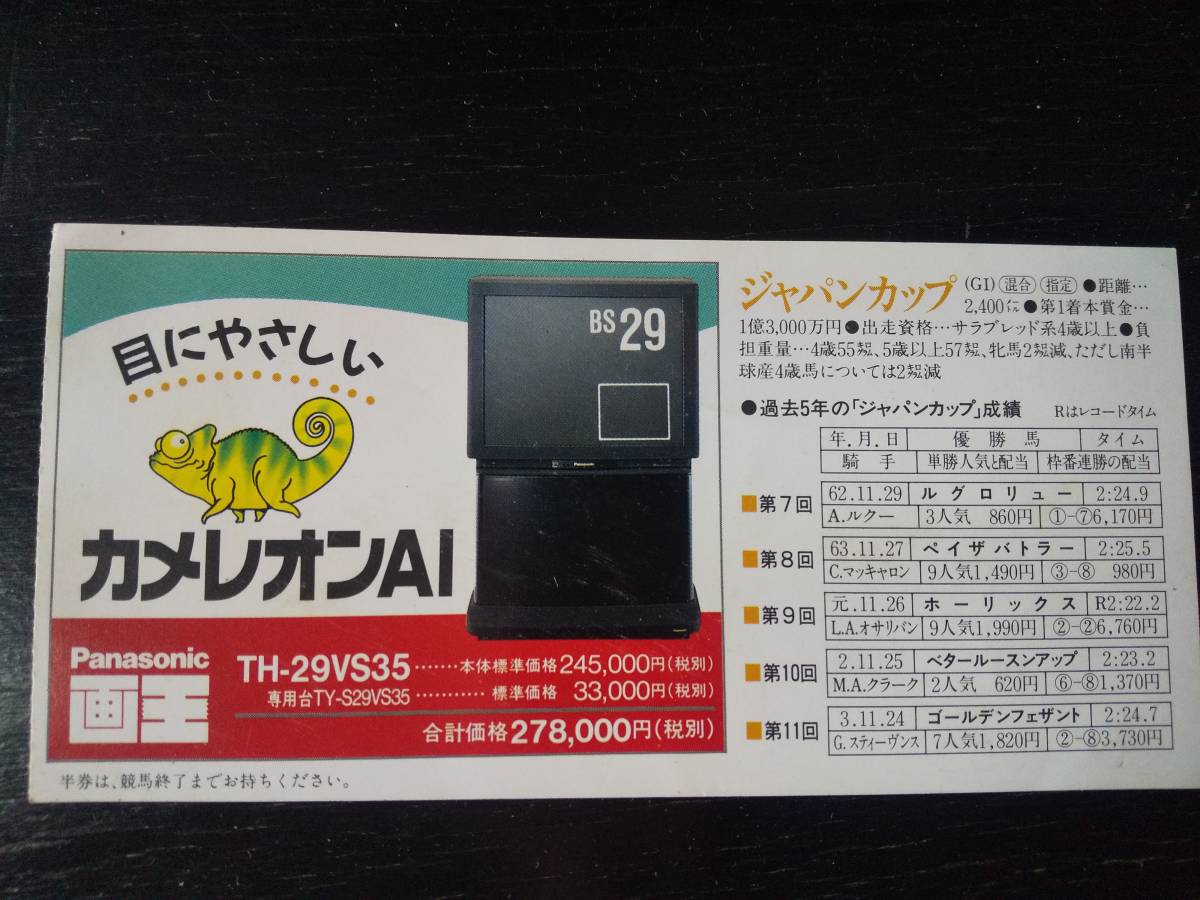 目にやさしい
カメレオンAI
BS 29
Panasonic
Panasonic
画王
TH-29VS35‥‥‥本体標準価格245,000円(税別)
専用台TY-S29VS35‥‥‥‥標準価格 33,000円(税別)
合計価格278,000円(税別)
半券は、競馬終了までお持ちください。
ジャパンカップ (GI) 混合 指定 ●距離…
2,400㍍ ●第1着本賞金…
1億3,000万円●出走資格…サラブレッド系4歳以上●負
担重量…4歳55㌔、5歳以上57㌔、牝馬2㌔減、ただし南半
球産4歳馬については2㌔減
●過去5年の「ジャパンカップ」成績 Rはレコードタイム
年.月.日 優勝馬 タイム
騎手 単勝人気と配当 枠番連勝の配当
■第7回 62.11.29 ルグロリュー 2:24.9
A.ルクー 3人気 860円 ①-⑦6,170円
■第8回 63.11.27 ペイザバトラー 2:25.5
C.マッキャロン 9人気1,490円 ③-⑧ 980円
■第9回 元.11.26 ホーリックス R2:22.2
L.A.オサリバン 9人気1,990円 ②-②6,760円
■第10回 2.11.25 ベタールースンアップ 2:23.2
M.A.クラーク 2人気 620円 ⑥-⑧1,370円
■第11回 3.11.24 ゴールデンフェザント 2:24.7
G.スティーヴンス 7人気1,820円 ②-⑧3,730円